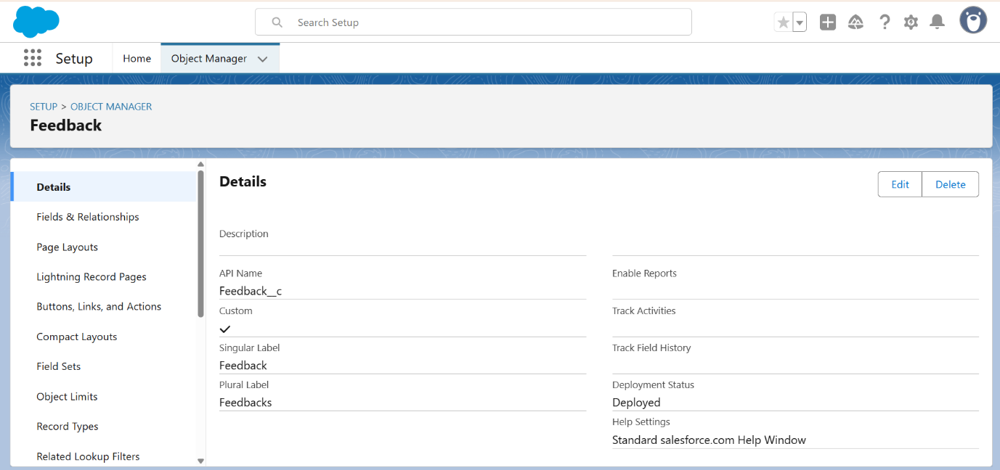 Search Setup
Setup
Home
Object Manager
SETUP > OBJECT MANAGER
Feedback
Details
Fields & Relationships
Page Layouts
Lightning Record Pages
Buttons, Links, and Actions
Compact Layouts
Field Sets
Object Limits
Record Types
Related Lookup Filters
Details
Edit
Delete
Description
API Name
Feedback__c
Custom
Singular Label
Feedback
Plural Label
Feedbacks
Enable Reports
Track Activities
Track Field History
Deployment Status
Deployed
Help Settings
Standard salesforce.com Help Window